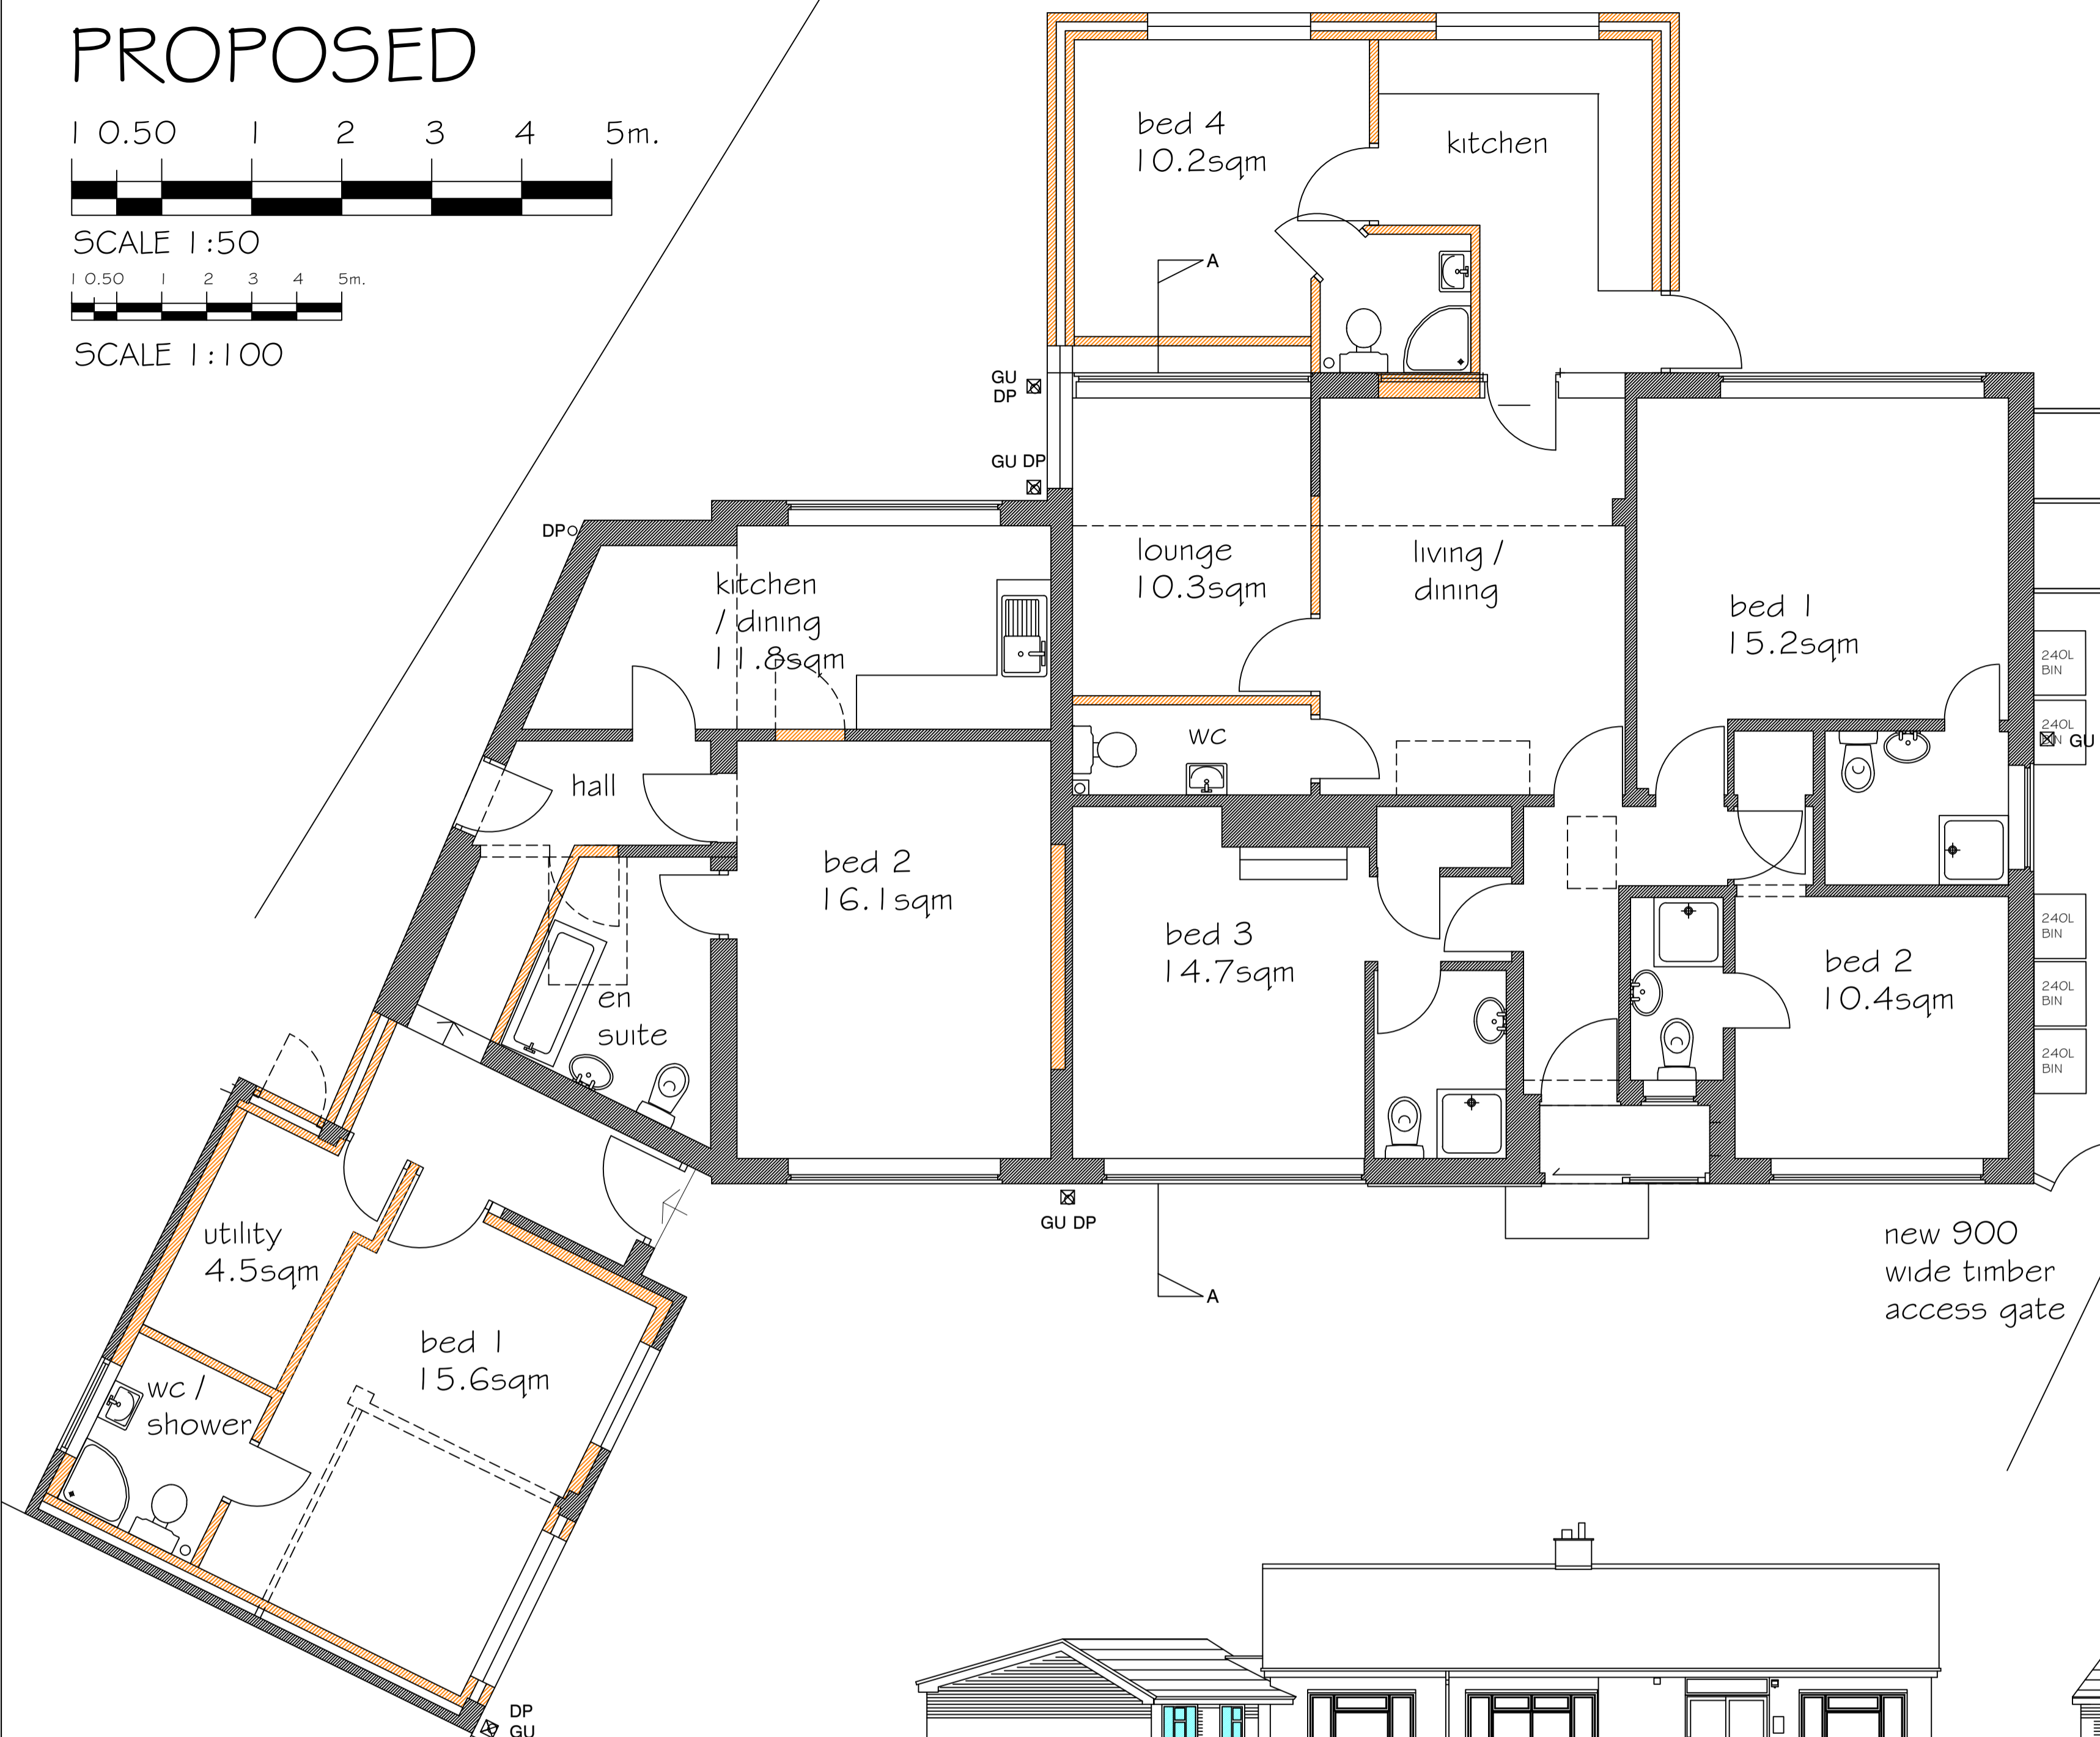 PROPOSED
1 0.50 1 2 3 4 5m.
SCALE 1:50
1 0.50 1 2 3 4 5m.
SCALE 1:100
bed 4
10.2sqm
kitchen
A
GU
DP
GU DP
DP
kitchen
/ dining
11.8sqm
lounge
10.3sqm
living /
dining
bed 1
15.2sqm
240L
BIN
240L
BIN
GU
wc
hall
bed 2
16.1sqm
bed 3
14.7sqm
bed 2
10.4sqm
240L
BIN
240L
BIN
240L
BIN
en
suite
GU DP
A
utility
4.5sqm
new 900
wide timber
access gate
bed 1
15.6sqm
wc /
shower
DP
GU